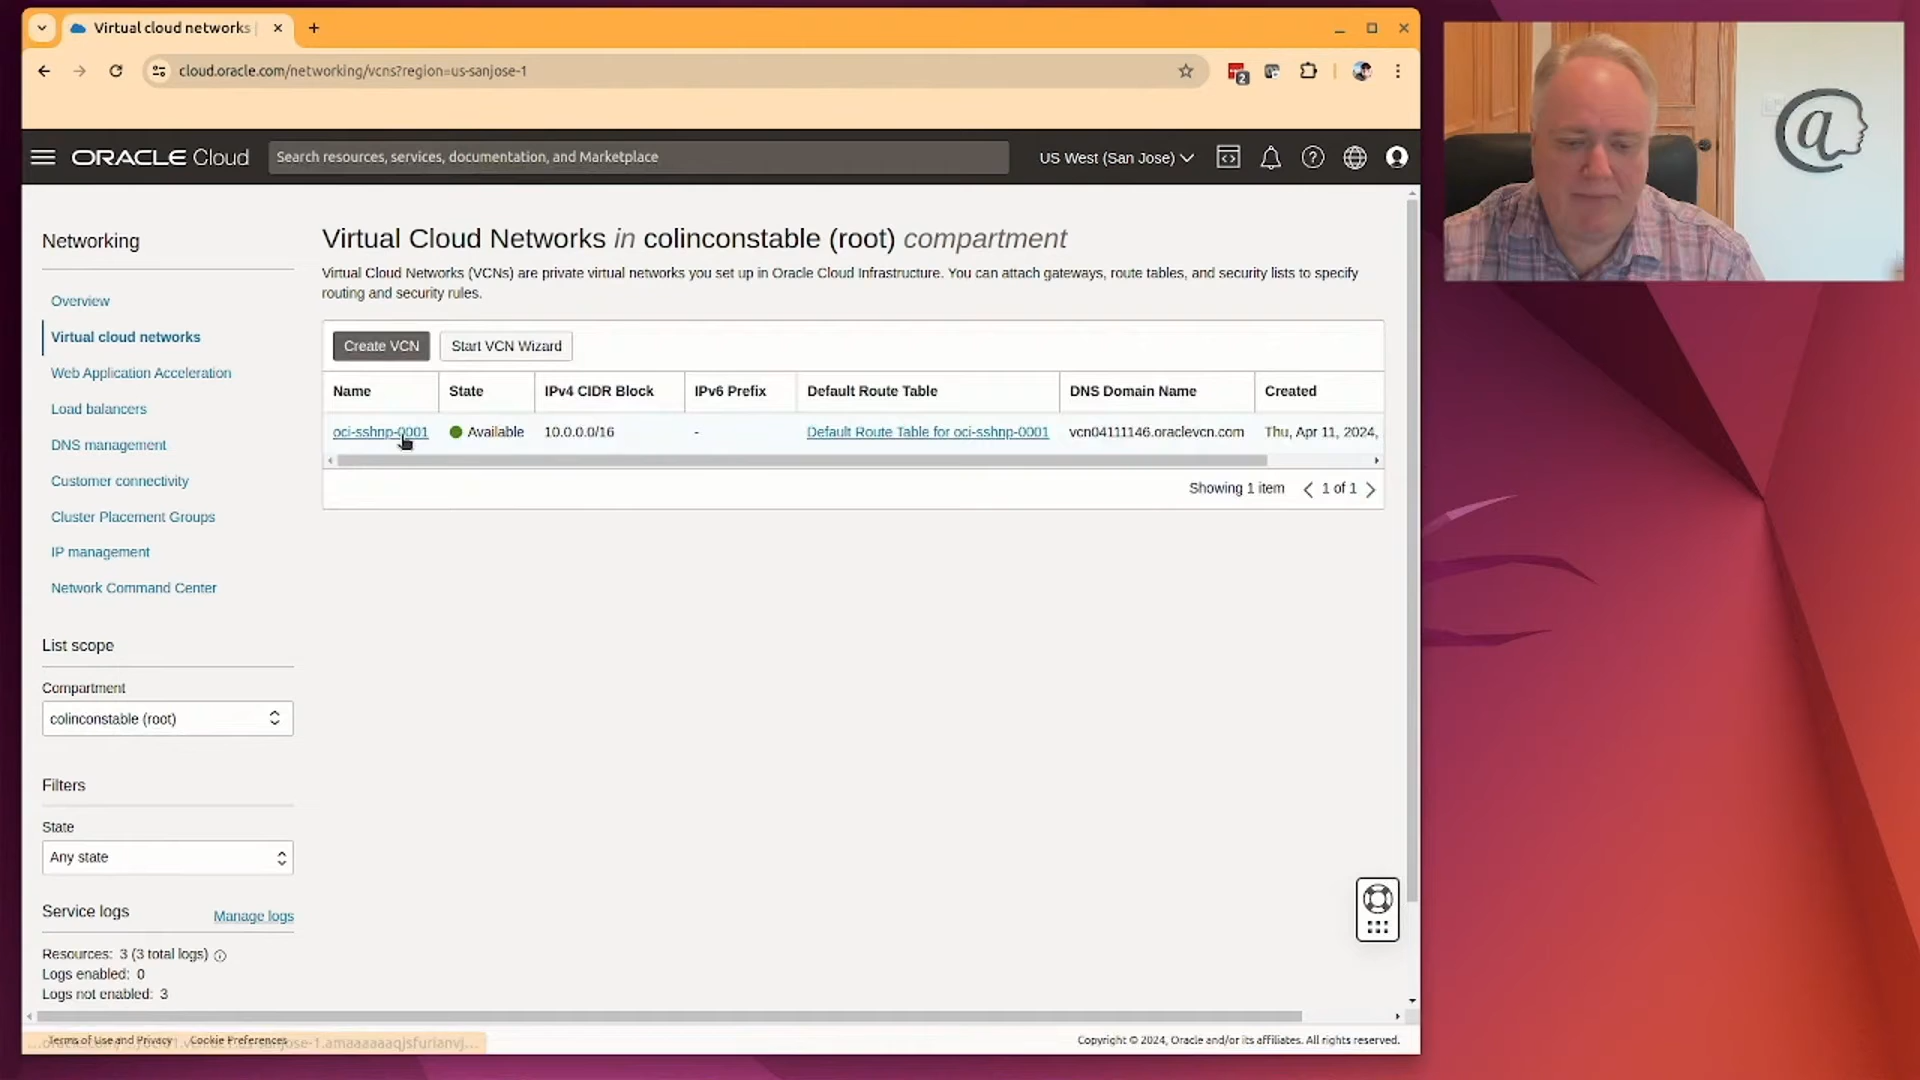 Virtual cloud networks
cloud.oracle.com/networking/vcns?region=us-sanjose-1
2
ORACLE Cloud
Search resources, services, documentation, and Marketplace
US West (San Jose)
Networking
Overview
Virtual cloud networks
Web Application Acceleration
Load balancers
DNS management
Customer connectivity
Cluster Placement Groups
IP management
Network Command Center
List scope
Compartment
colinconstable (root)
Filters
State
Any state
Service logs
Manage logs
Resources: 3 (3 total logs)
Logs enabled: 0
Logs not enabled: 3
Virtual Cloud Networks in colinconstable (root) compartment
Virtual Cloud Networks (VCNs) are private virtual networks you set up in Oracle Cloud Infrastructure. You can attach gateways, route tables, and security lists to specify
routing and security rules.
Create VCN
Start VCN Wizard
Name State IPv4 CIDR Block IPv6 Prefix Default Route Table DNS Domain Name Created
oci-sshnp-0001 Available 10.0.0.0/16 - Default Route Table for oci-sshnp-0001 vcn04111146.oraclevcn.com Thu, Apr 11, 2024,
Showing 1 item 1 of 1
Terms of Use and Privacy Cookie Preferences
Copyright © 2024, Oracle and/or its affiliates. All rights reserved.